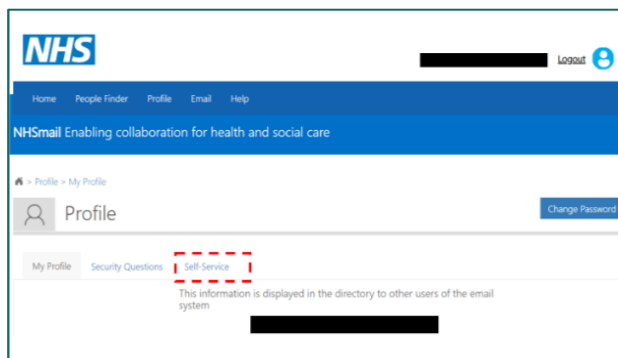 NHS
Logout
Home People Finder Profile Email Help
NHSmail Enabling collaboration for health and social care
> Profile > My Profile
Profile
Change Password
My Profile Security Questions Self-Service
This information is displayed in the directory to other users of the email
system